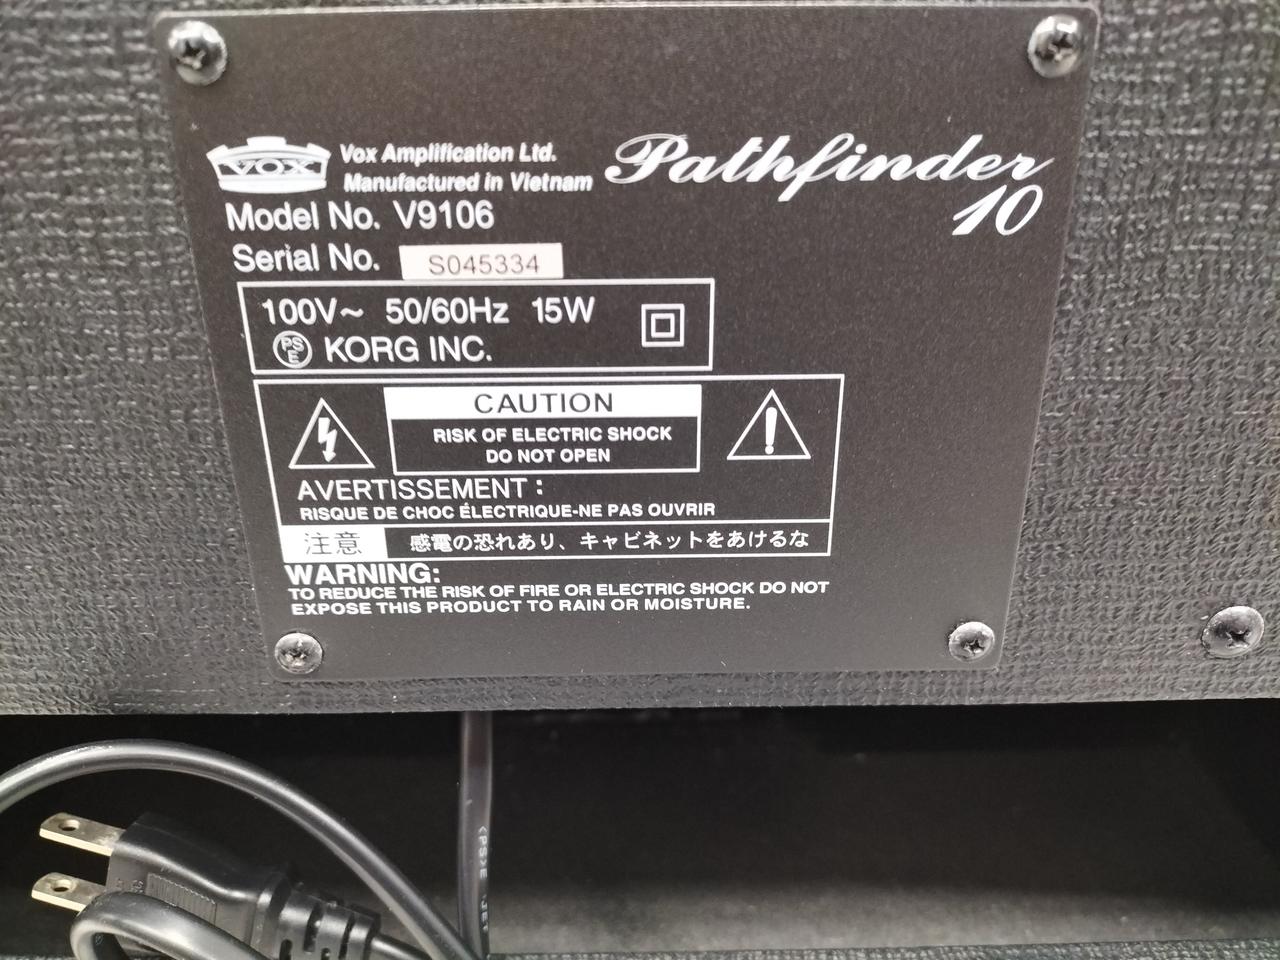 VOX
Vox Amplification Ltd.
Manufactured in Vietnam
Pathfinder
10
Model No. V9106
Serial No. S045334
100V~ 50/60Hz 15W
PSE KORG INC.
CAUTION
RISK OF ELECTRIC SHOCK
DO NOT OPEN
AVERTISSEMENT :
RISQUE DE CHOC ÉLECTRIQUE-NE PAS OUVRIR
注意 感電の恐れあり、キャビネットをあけるな
WARNING:
TO REDUCE THE RISK OF FIRE OR ELECTRIC SHOCK DO NOT
EXPOSE THIS PRODUCT TO RAIN OR MOISTURE.
<PS>E JET